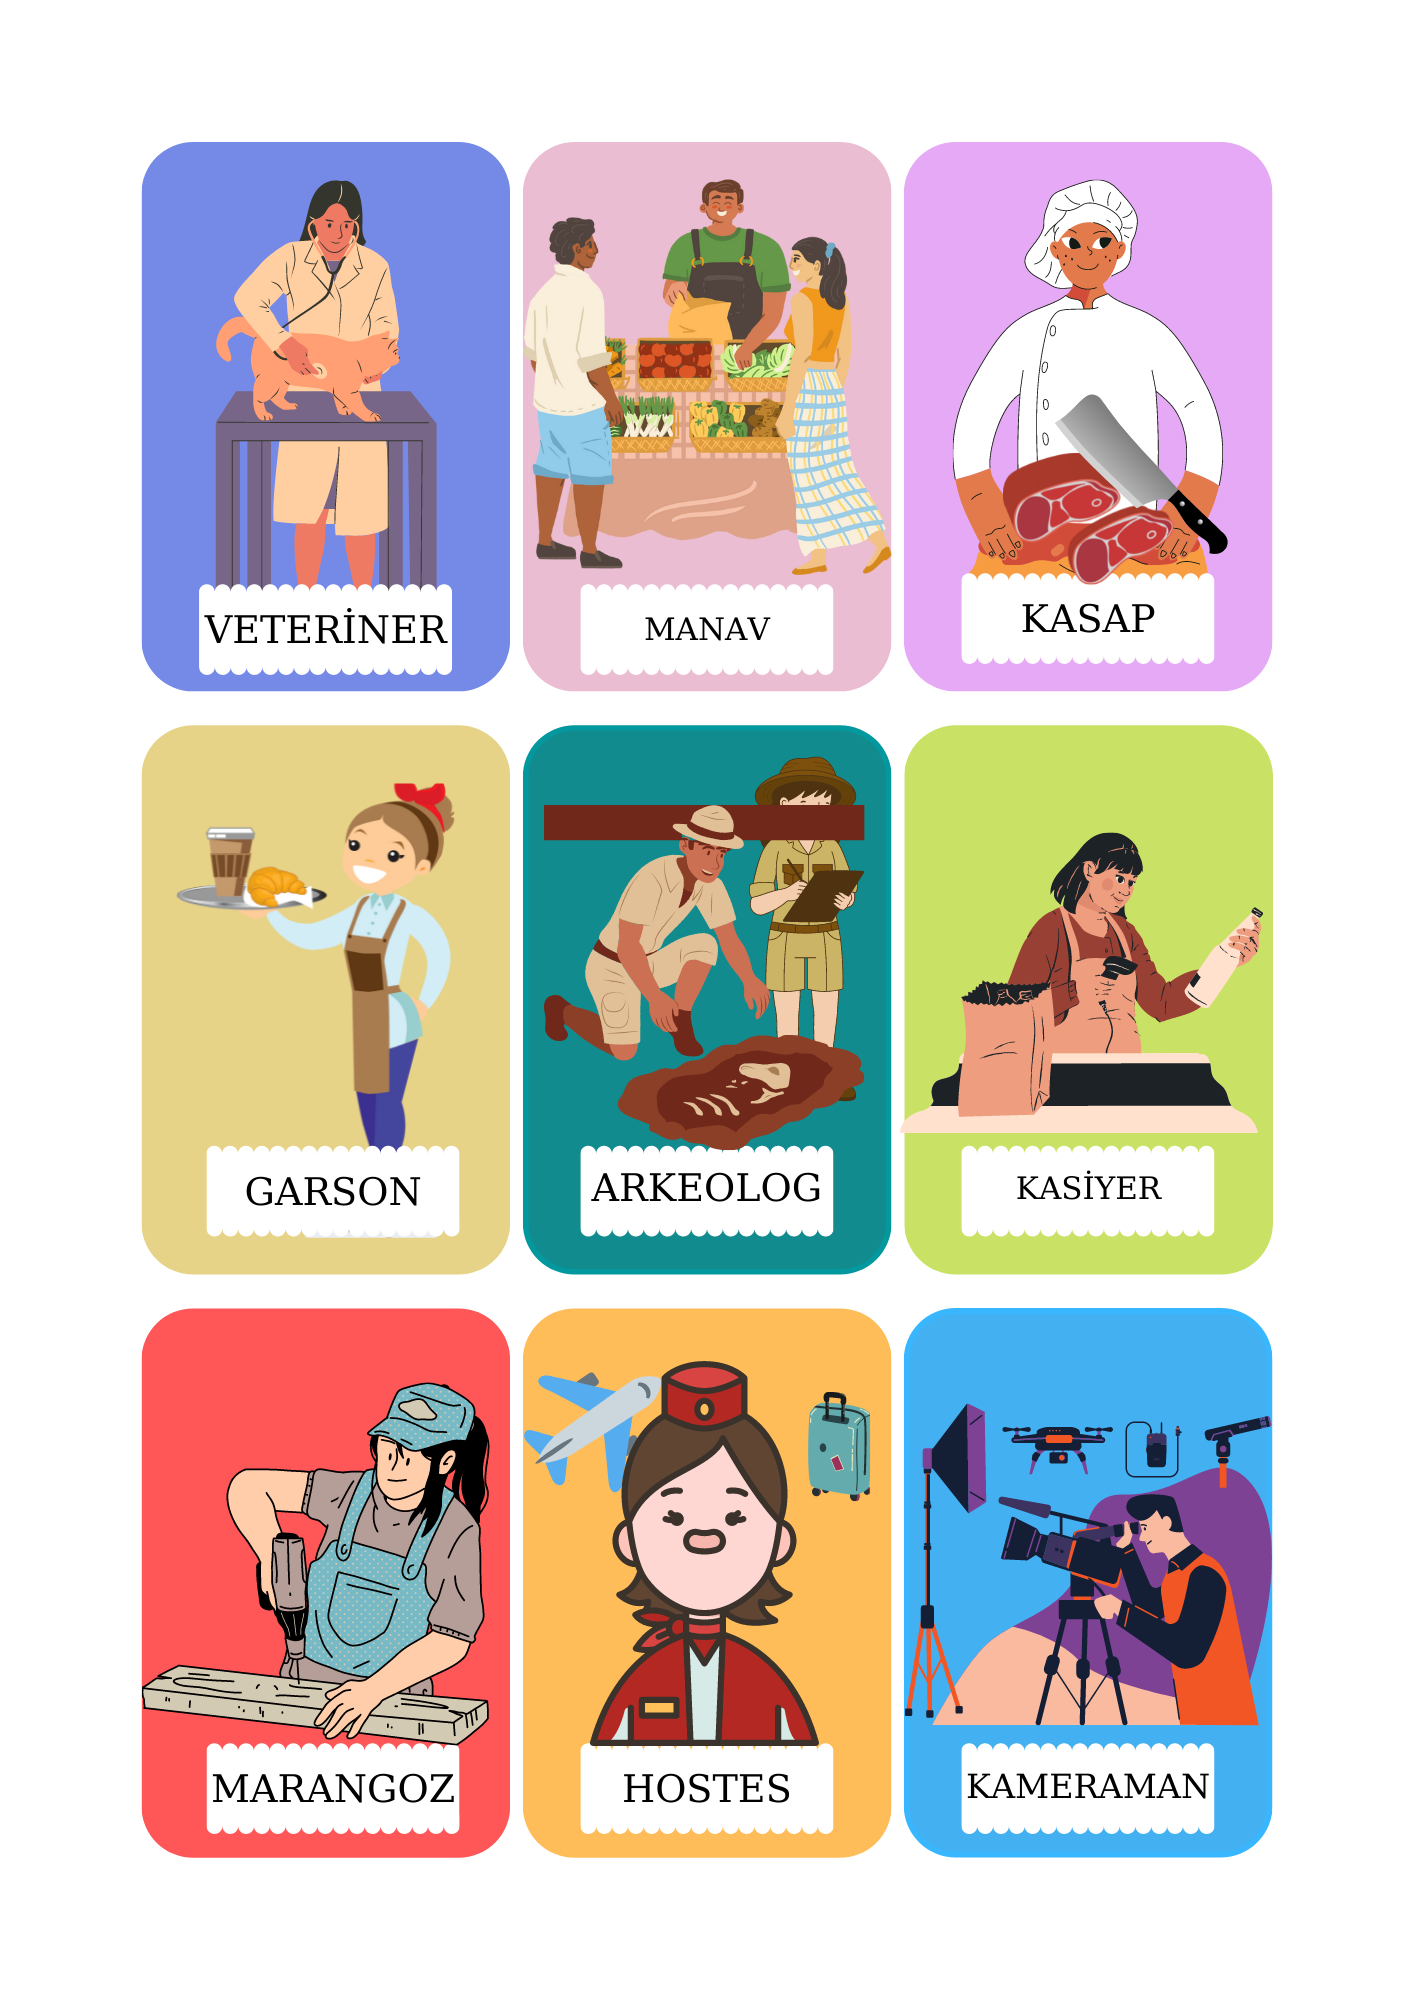 VETERİNER
MANAV
KASAP
GARSON
ARKEOLOG
KASİYER
MARANGOZ
HOSTES
KAMERAMAN